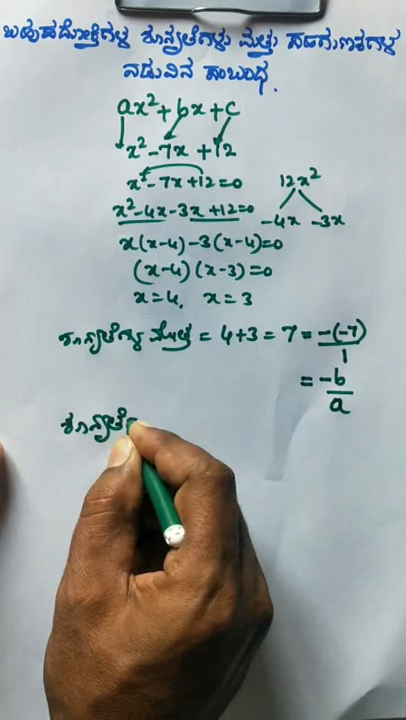 ಬಹುಪದೋಕ್ತಿಗಳ ಶೂನ್ಯತೆಗಳು ಮತ್ತು ಸಹಗುಣಕಗಳ
ನಡುವಿನ ಸಂಬಂಧ.
ax²+bx+c
x²-7x+12
x²-7x+12=0
12x²
x²-4x-3x+12=0
-4x -3x
x(x-4)-3(x-4)=0
(x-4)(x-3)=0
x=4, x=3
ಶೂನ್ಯತೆಗಳ ಮೊತ್ತ = 4+3 = 7 = -(-7)/1
= -b/a
ಶೂನ್ಯತೆ